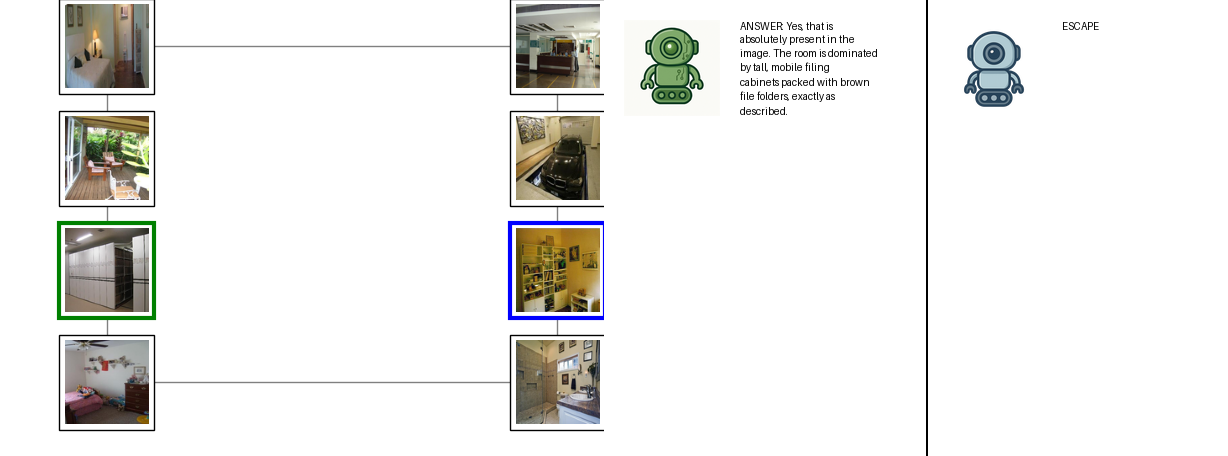 ANSWER: Yes, that is
absolutely present in the
image. The room is dominated
by tall, mobile filing
cabinets packed with brown
file folders, exactly as
described.
ESCAPE